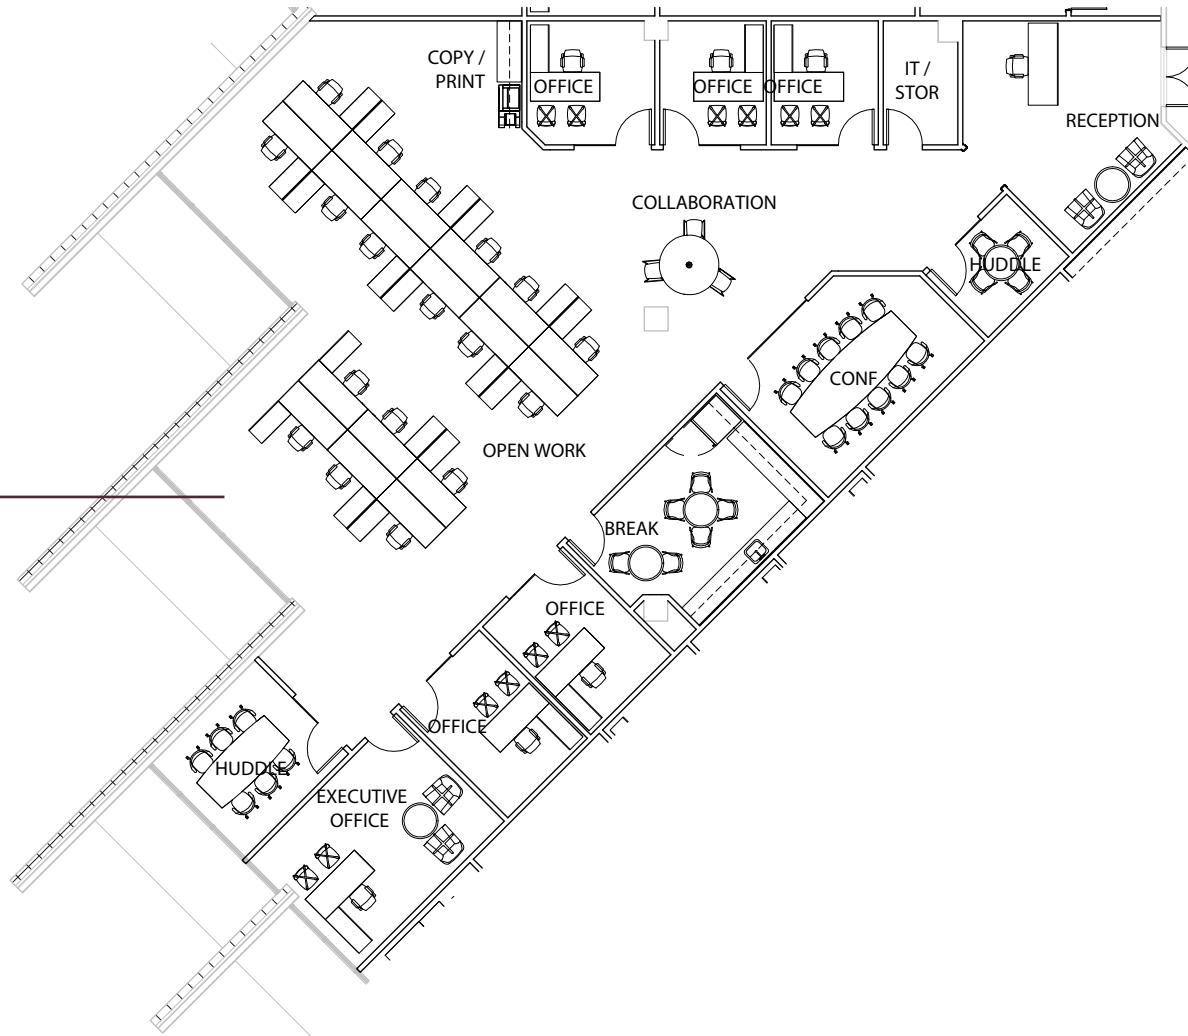 COPY /
PRINT
OFFICE
OFFICE
OFFICE
IT /
STOR
RECEPTION
COLLABORATION
HUDDLE
CONF
OPEN WORK
BREAK
OFFICE
OFFICE
HUDDLE
EXECUTIVE
OFFICE